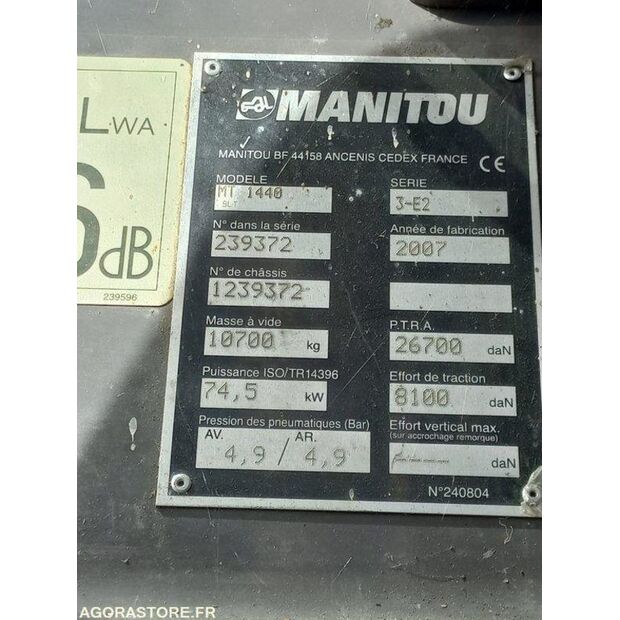 LWA
dB
239596
MANITOU
MANITOU BF 44158 ANCENIS CEDEX FRANCE CE
MODELE
MT 1440
SLT
SERIE
3-E2
N° dans la série
239372
Année de fabrication
2007
N° de châssis
1239372
Masse à vide
10700 kg
P.T.R.A.
26700 daN
Puissance ISO/TR14396
74,5 kW
Effort de traction
8100 daN
Pression des pneumatiques (Bar)
AV. AR.
4,9 / 4,9
Effort vertical max.
(sur accrochage remorque)
daN
N°240804
AGORASTORE.FR